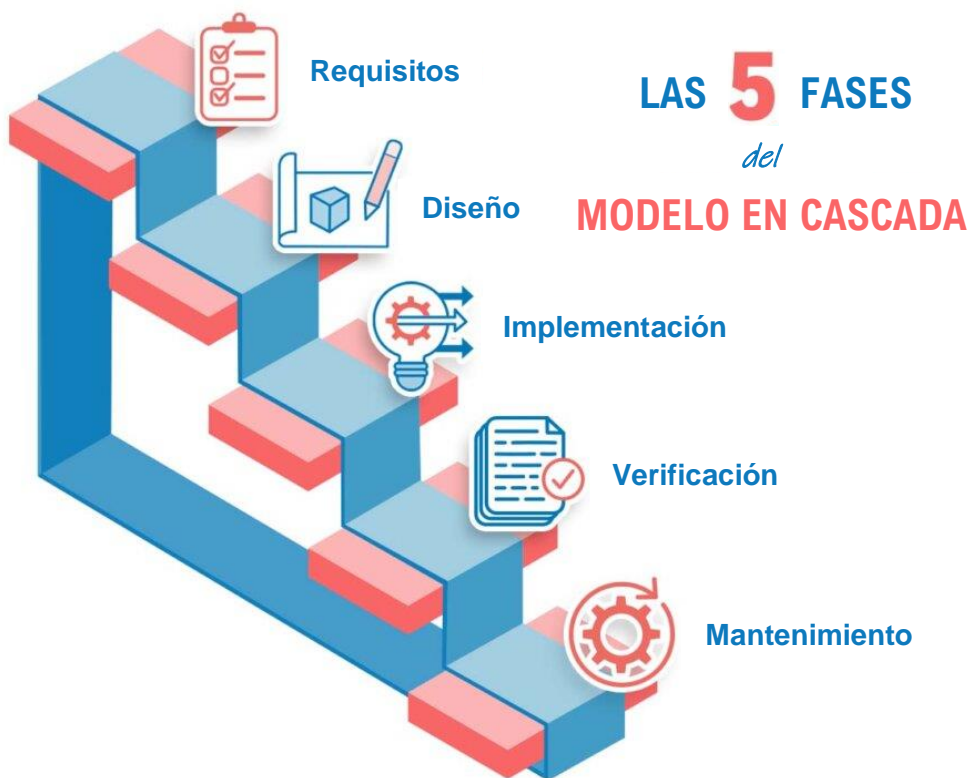 LAS 5 FASES
del
MODELO EN CASCADA
Requisitos
Diseño
Implementación
Verificación
Mantenimiento